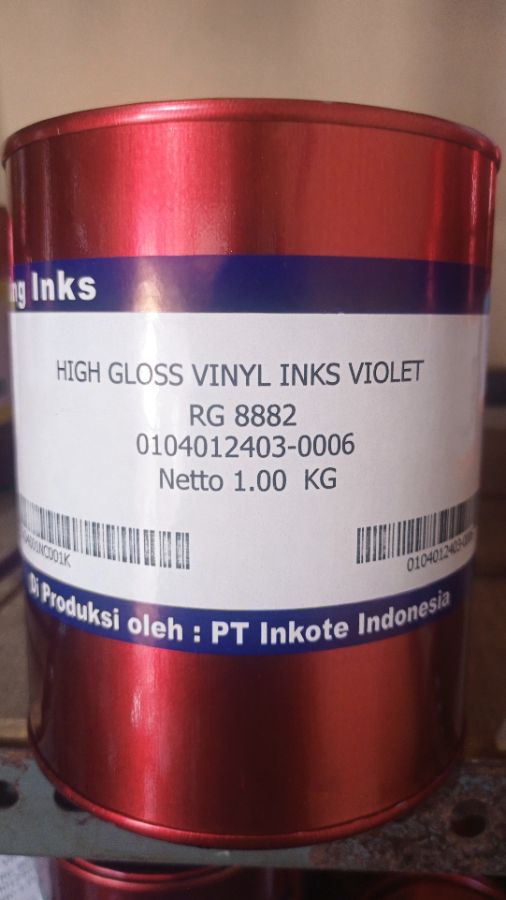 Inks
HIGH GLOSS VINYL INKS VIOLET
RG 8882
0104012403-0006
Netto 1.00 KG
Di Produksi oleh : PT Inkote Indonesia